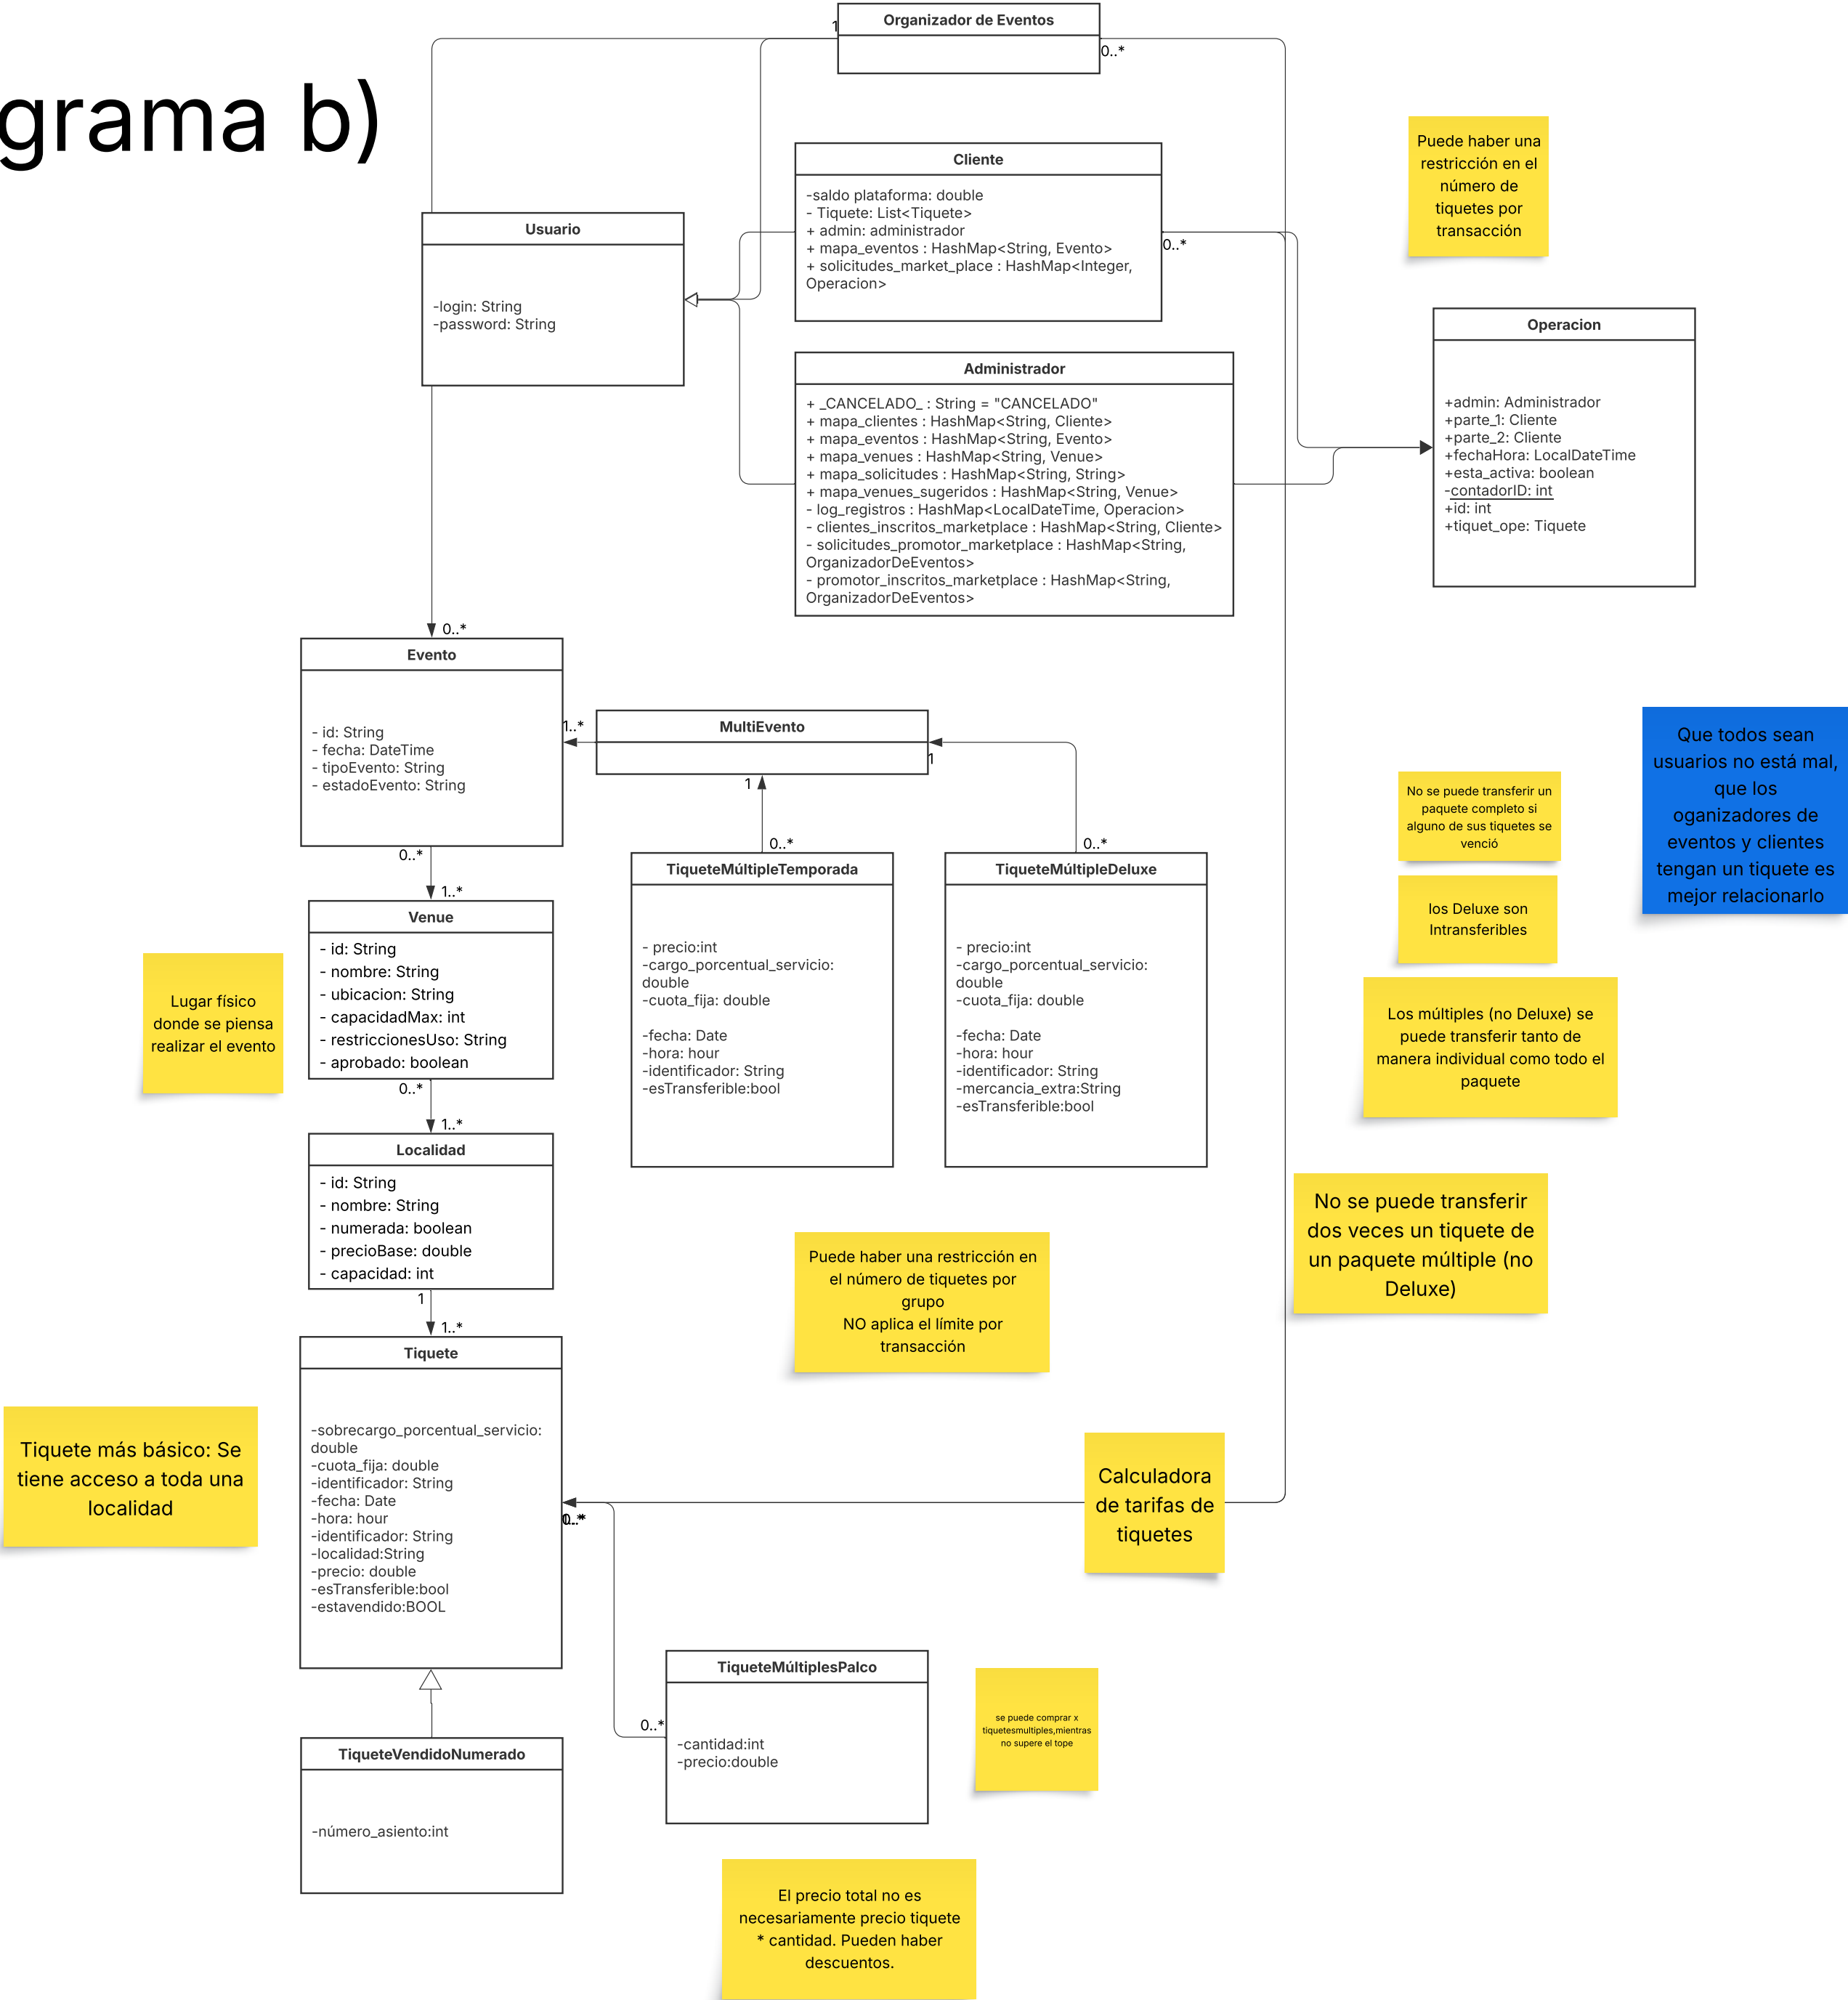 grama b)
Organizador de Eventos
1
0..*
Cliente
-saldo plataforma: double
- Tiquete: List<Tiquete>
+ admin: administrador
+ mapa_eventos : HashMap<String, Evento>
+ solicitudes_market_place : HashMap<Integer,
Operacion>
0..*
Puede haber una
restricción en el
número de
tiquetes por
transacción
Usuario
-login: String
-password: String
Operacion
+admin: Administrador
+parte_1: Cliente
+parte_2: Cliente
+fechaHora: LocalDateTime
+esta_activa: boolean
-contadorID: int
+id: int
+tiquet_ope: Tiquete
Administrador
+ _CANCELADO_ : String = "CANCELADO"
+ mapa_clientes : HashMap<String, Cliente>
+ mapa_eventos : HashMap<String, Evento>
+ mapa_venues : HashMap<String, Venue>
+ mapa_solicitudes : HashMap<String, String>
+ mapa_venues_sugeridos : HashMap<String, Venue>
- log_registros : HashMap<LocalDateTime, Operacion>
- clientes_inscritos_marketplace : HashMap<String, Cliente>
- solicitudes_promotor_marketplace : HashMap<String,
OrganizadorDeEventos>
- promotor_inscritos_marketplace : HashMap<String,
OrganizadorDeEventos>
0..*
Evento
- id: String
- fecha: DateTime
- tipoEvento: String
- estadoEvento: String
1..*
MultiEvento
1
1
0..*
0..*
Que todos sean
usuarios no está mal,
que los
oganizadores de
eventos y clientes
tengan un tiquete es
mejor relacionarlo
No se puede transferir un
paquete completo si
alguno de sus tiquetes se
venció
los Deluxe son
Intransferibles
Los múltiples (no Deluxe) se
puede transferir tanto de
manera individual como todo el
paquete
0..*
1..*
Venue
- id: String
- nombre: String
- ubicacion: String
- capacidadMax: int
- restriccionesUso: String
- aprobado: boolean
TiqueteMúltipleTemporada
- precio:int
-cargo_porcentual_servicio:
double
-cuota_fija: double
-fecha: Date
-hora: hour
-identificador: String
-esTransferible:bool
TiqueteMúltipleDeluxe
- precio:int
-cargo_porcentual_servicio:
double
-cuota_fija: double
-fecha: Date
-hora: hour
-identificador: String
-mercancia_extra:String
-esTransferible:bool
Lugar físico
donde se piensa
realizar el evento
0..*
1..*
Localidad
- id: String
- nombre: String
- numerada: boolean
- precioBase: double
- capacidad: int
No se puede transferir
dos veces un tiquete de
un paquete múltiple (no
Deluxe)
Puede haber una restricción en
el número de tiquetes por
grupo
NO aplica el límite por
transacción
1
1..*
Tiquete
-sobrecargo_porcentual_servicio:
double
-cuota_fija: double
-identificador: String
-fecha: Date
-hora: hour
-identificador: String
-localidad:String
-precio: double
-esTransferible:bool
-estavendido:BOOL
Tiquete más básico: Se
tiene acceso a toda una
localidad
Calculadora
de tarifas de
tiquetes
0..*
TiqueteMúltiplesPalco
-cantidad:int
-precio:double
se puede comprar x
tiquetesmultiples,mientras
no supere el tope
TiqueteVendidoNumerado
-número_asiento:int
El precio total no es
necesariamente precio tiquete
* cantidad. Pueden haber
descuentos.